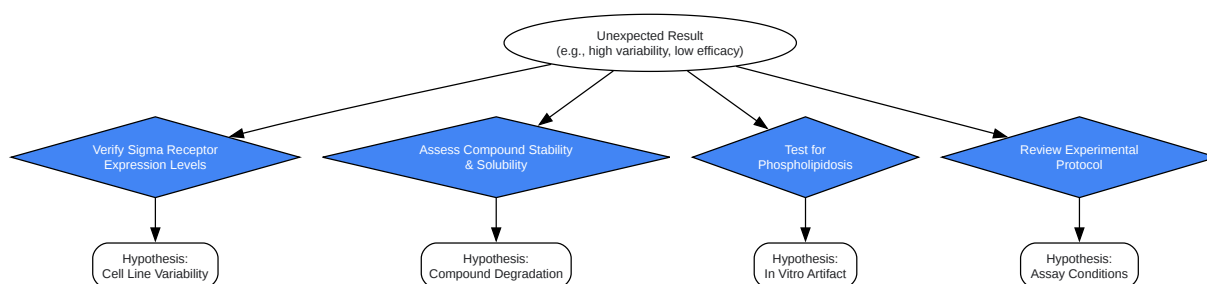 Unexpected Result
(e.g., high variability, low efficacy)
Verify Sigma Receptor
Expression Levels
Assess Compound Stability
& Solubility
Test for
Phospholipidosis
Review Experimental
Protocol
Hypothesis:
Cell Line Variability
Hypothesis:
Compound Degradation
Hypothesis:
In Vitro Artifact
Hypothesis:
Assay Conditions